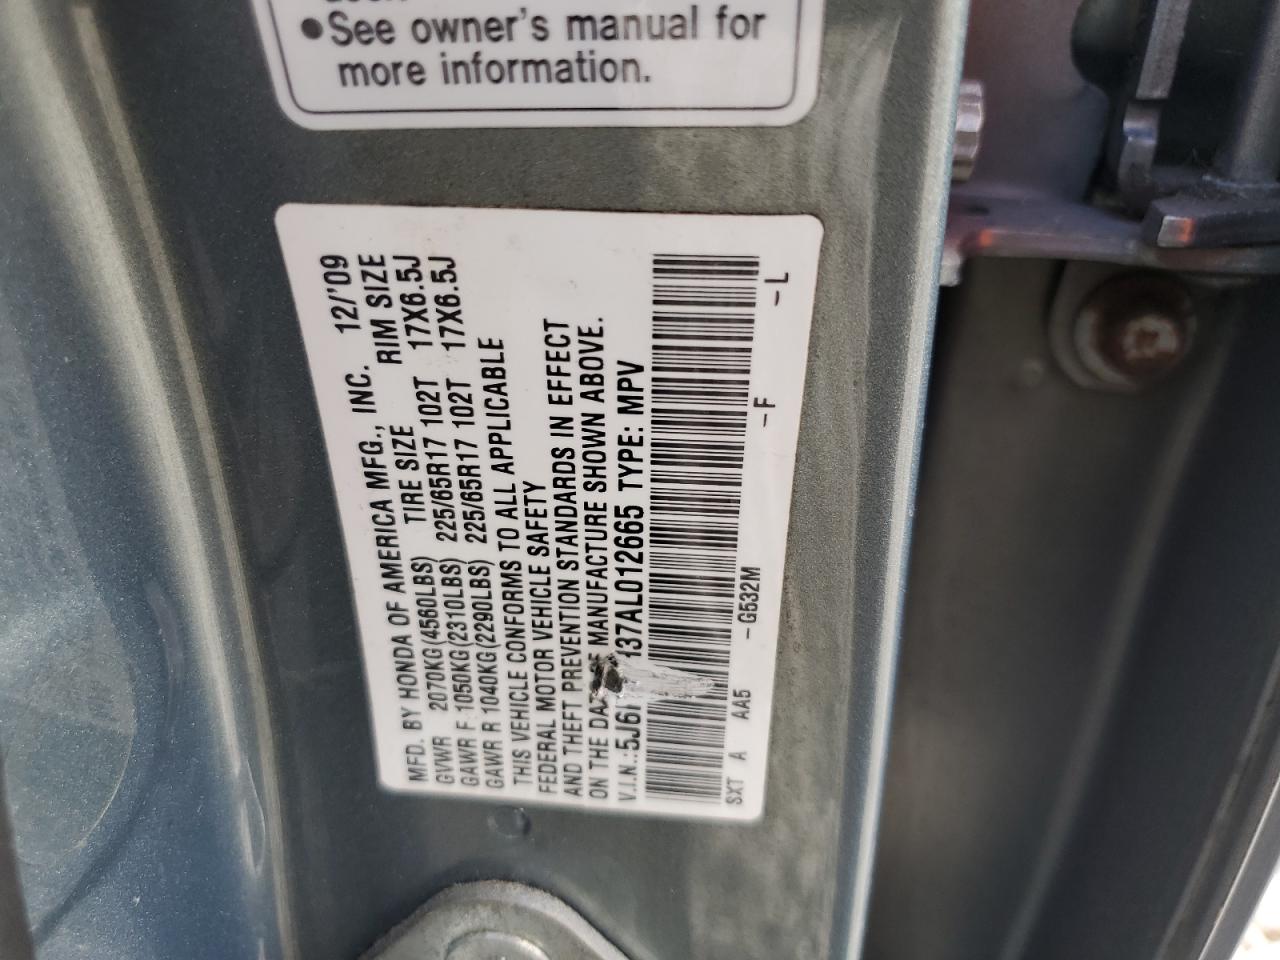 ●See owner's manual for
more information.
MFD. BY HONDA OF AMERICA MFG., INC. 12/'09
GVWR 2070KG(4560LBS) TIRE SIZE RIM SIZE
GAWR F 1050KG(2310LBS) 225/65R17 102T 17X6.5J
GAWR R 1040KG(2290LBS) 225/65R17 102T 17X6.5J
THIS VEHICLE CONFORMS TO ALL APPLICABLE
FEDERAL MOTOR VEHICLE SAFETY
AND THEFT PREVENTION STANDARDS IN EFFECT
ON THE MANUFACTURE SHOWN ABOVE.
V.I.N.: 137AL012665 TYPE: MPV
SXT A AA5 -G532M -F -L